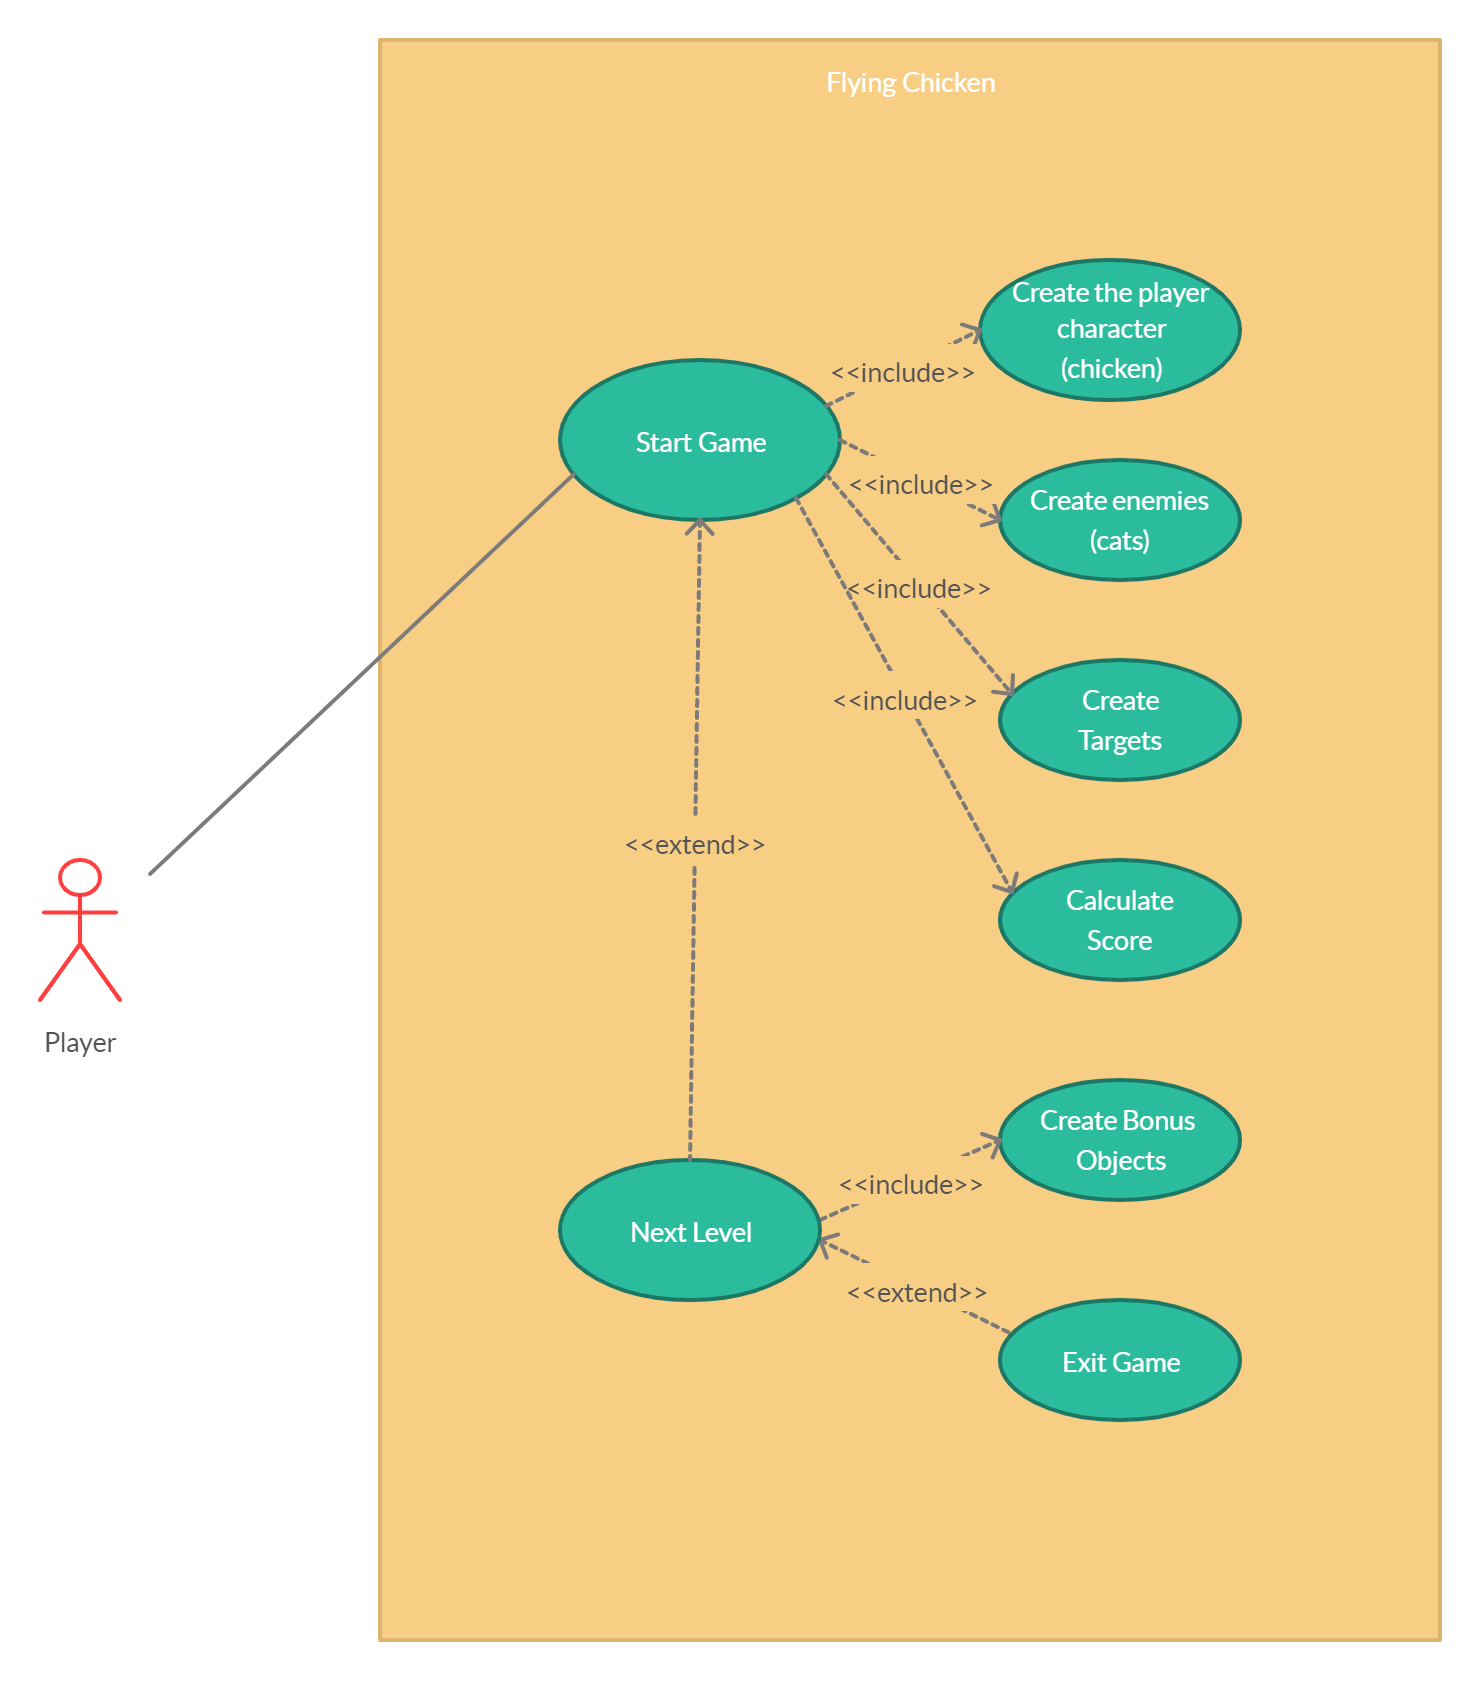 Flying Chicken
Create the player
character
(chicken)
<<include>>
Start Game
<<include>>
Create enemies
(cats)
<<include>>
<<include>>
Create
Targets
<<extend>>
Calculate
Score
Player
Create Bonus
Objects
<<include>>
Next Level
<<extend>>
Exit Game